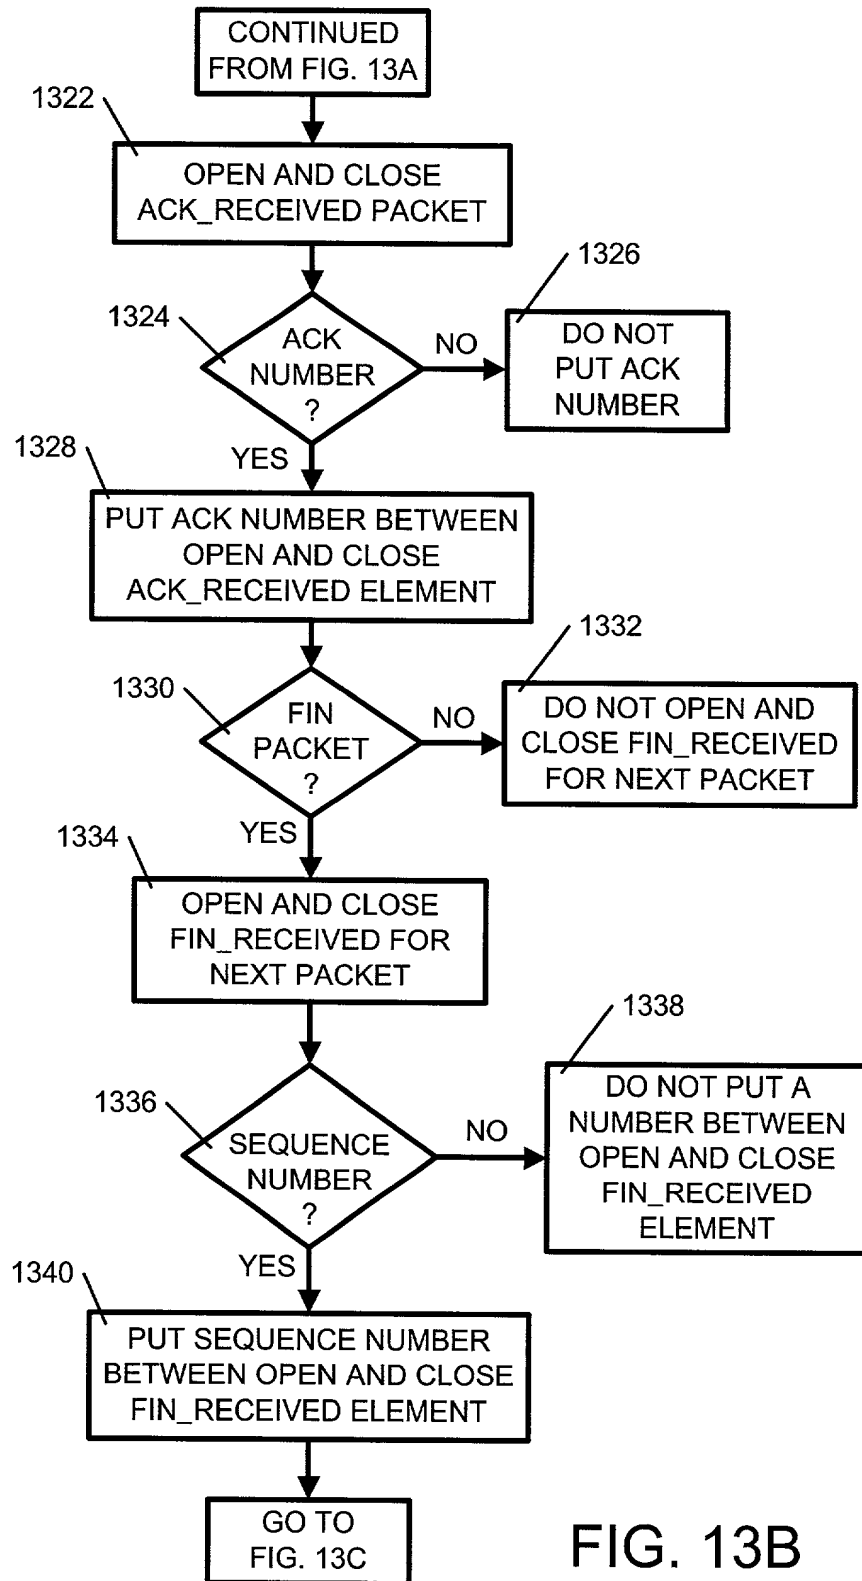 CONTINUED
FROM FIG. 13A
1322
OPEN AND CLOSE
ACK_RECEIVED PACKET
1324
ACK
NUMBER
?
NO
1326
DO NOT
PUT ACK
NUMBER
YES
1328
PUT ACK NUMBER BETWEEN
OPEN AND CLOSE
ACK_RECEIVED ELEMENT
1330
FIN
PACKET
?
NO
1332
DO NOT OPEN AND
CLOSE FIN_RECEIVED
FOR NEXT PACKET
YES
1334
OPEN AND CLOSE
FIN_RECEIVED FOR
NEXT PACKET
1336
SEQUENCE
NUMBER
?
NO
1338
DO NOT PUT A
NUMBER BETWEEN
OPEN AND CLOSE
FIN_RECEIVED
ELEMENT
YES
1340
PUT SEQUENCE NUMBER
BETWEEN OPEN AND CLOSE
FIN_RECEIVED ELEMENT
GO TO
FIG. 13C
FIG. 13B